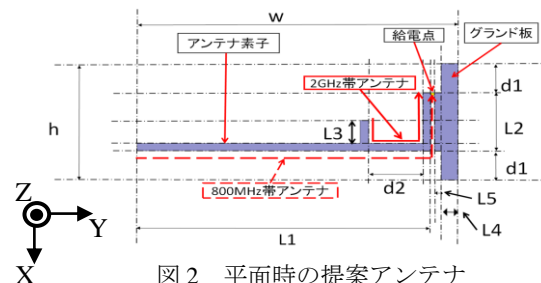 w
アンテナ素子
給電点
グランド板
2GHz帯アンテナ
d1
h
L3
L2
d2
d1
800MHz帯アンテナ
L5
L4
L1
Z
Y
X
図 2 平面時の提案アンテナ